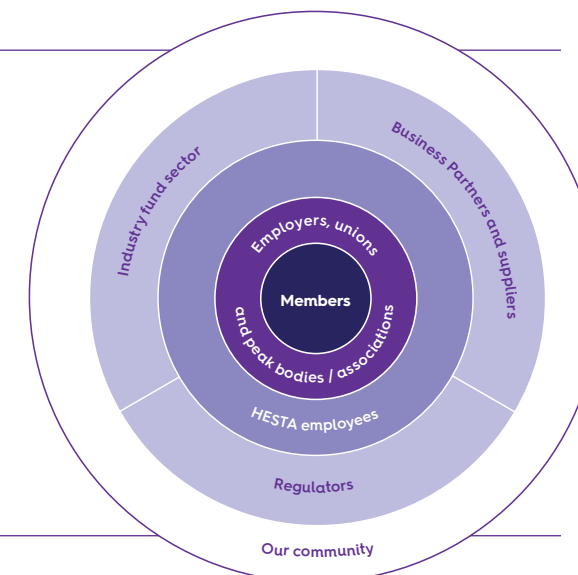 Industry fund sector
Business Partners and suppliers
Employers, unions
and peak bodies / associations
Members
HESTA employees
Regulators
Our community